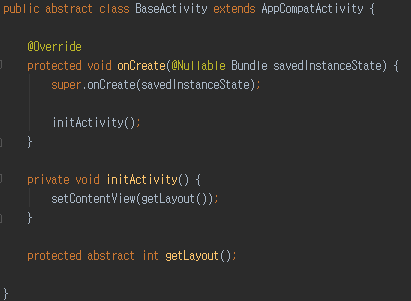 public abstract class BaseActivity extends AppCompatActivity {
@Override
protected void onCreate(@Nullable Bundle savedInstanceState) {
super.onCreate(savedInstanceState);
initActivity();
}
private void initActivity() {
setContentView(getLayout());
}
protected abstract int getLayout();
}